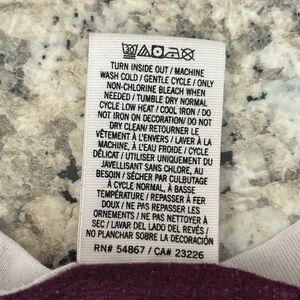 TURN INSIDE OUT / MACHINE
WASH COLD / GENTLE CYCLE / ONLY
NON-CHLORINE BLEACH WHEN
NEEDED / TUMBLE DRY NORMAL
CYCLE LOW HEAT / COOL IRON / DO
NOT IRON ON DECORATION/ DO NOT
DRY CLEAN/ RETOURNER LE
VÊTEMENT À L'ENVERS / LAVER À LA
MACHINE, À L'EAU FROIDE / CYCLE
DÉLICAT / UTILISER UNIQUEMENT DU
JAVELLISANT SANS CHLORE, AU
BESOIN / SÉCHER PAR CULBUTAGE
À CYCLE NORMAL, À BASSE
TEMPÉRATURE / REPASSER À FER
DOUX / NE PAS REPASSER LES
ORNEMENTS / NE PAS NETTOYER À
SEC / LAVAR DEL LADO DEL REVÉS /
NO PLANCHAR SOBRE LA DECORACIÓN
RN# 54867 / CA# 23226